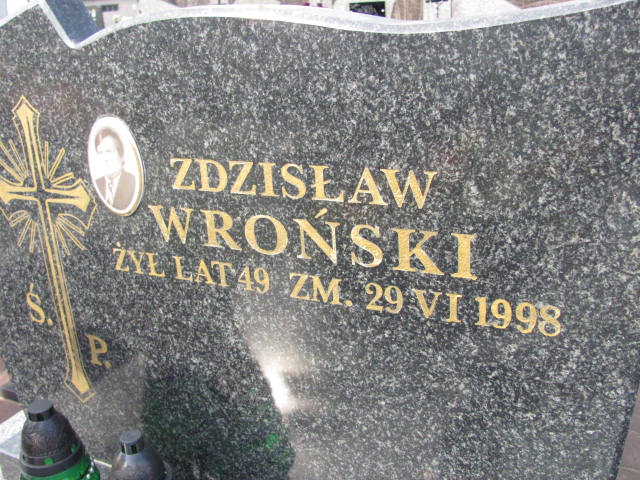 ZDZISŁAW
WROŃSKI
ŻYŁ LAT 49 ZM. 29 VI 1998
Ś.
P.